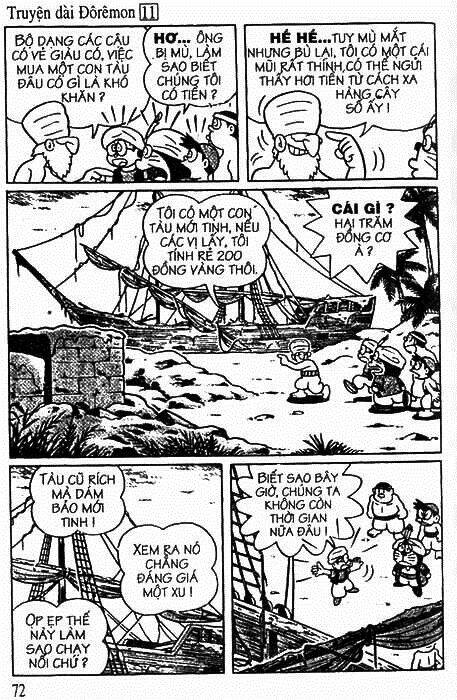 Truyện dài Đôrêmon 11
BỘ DẠNG CÁC CẬU
CÓ VẺ GIÀU CÓ, VIỆC
MUA MỘT CON TÀU
ĐÂU CÓ GÌ LÀ KHÓ
KHĂN ?
HƠ... ÔNG
BỊ MÙ, LÀM
SAO BIẾT
CHÚNG TÔI
CÓ TIỀN ?
HÉ HÉ...TUY MÙ MẮT
NHƯNG BÙ LẠI, TÔI CÓ MỘT CÁI
MŨI RẤT THÍNH,CÓ THỂ NGỬI
THẤY HƠI TIỀN TỪ CÁCH XA
HÀNG CÂY
SỐ ẤY !
TÔI CÓ MỘT CON
TÀU MỚI TINH, NẾU
CÁC VỊ LẤY, TÔI
TÍNH RẺ 200
ĐỒNG VÀNG THÔI.
CÁI GÌ ?
HAI TRĂM
ĐỒNG CƠ
À ?
TÀU CŨ RÍCH
MÀ DÁM
BẢO MỚI
TINH !
XEM RA NÓ
CHẲNG
ĐÁNG GIÁ
MỘT XU !
ỌP ẸP THẾ
NÀY LÀM
SAO CHẠY
NỔI CHỨ ?
BIẾT SAO BÂY
GIỜ, CHÚNG TA
KHÔNG CÒN
THỜI GIAN
NỮA ĐÂU !
72